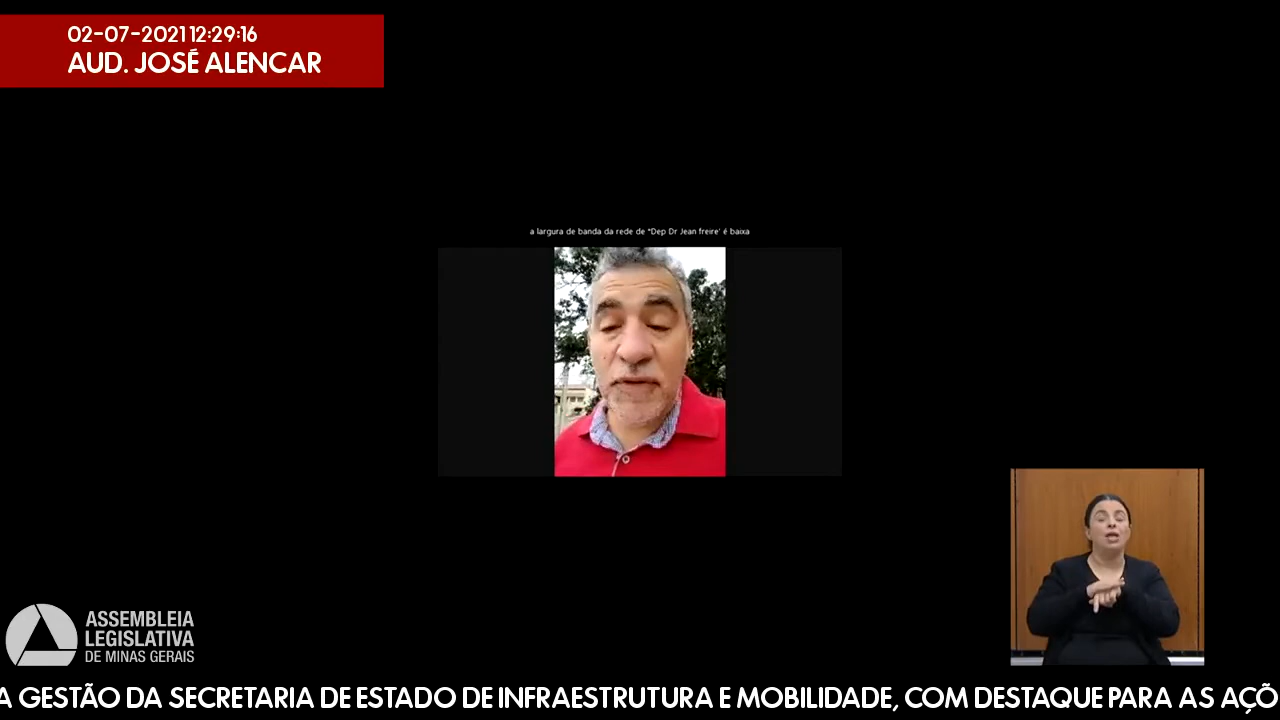 02-07-2021 12:29:16
AUD. JOSÉ ALENCAR
a largura de banda da rede de "Dep Dr Jean freire' é baixa
ASSEMBLEIA
LEGISLATIVA
DE MINAS GERAIS
A GESTÃO DA SECRETARIA DE ESTADO DE INFRAESTRUTURA E MOBILIDADE, COM DESTAQUE PARA AS AÇÕ